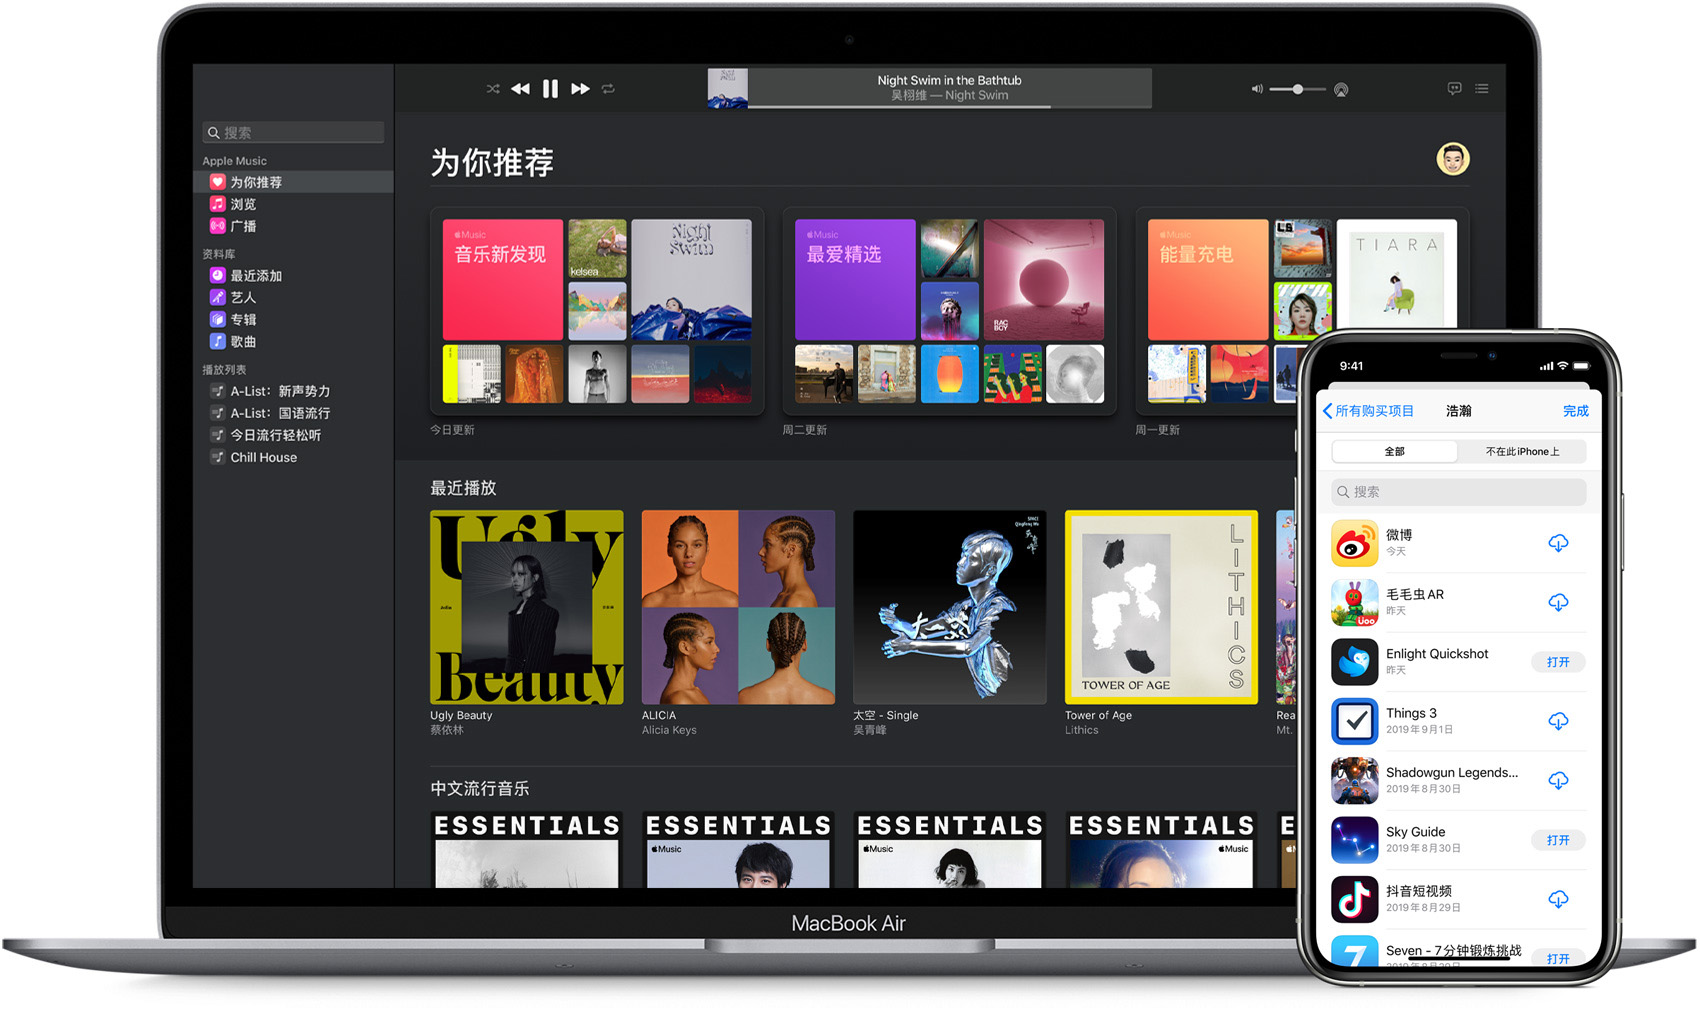 Night Swim in the Bathtub
吴栩维 — Night Swim
搜索
Apple Music
为你推荐
浏览
广播
资料库
最近添加
艺人
专辑
歌曲
播放列表
A-List：新声势力
A-List：国语流行
今日流行轻松听
Chill House
为你推荐
Music
音乐新发现
kelsea
Night Swim
Music
最爱精选
RAC
BOY
Music
能量充电
TIARA
今日更新
周二更新
周一更新
最近播放
Ugly
Beauty
LITHICS
TOWER OF AGE
太空
Ugly Beauty
蔡依林
ALICIA
Alicia Keys
太空 - Single
吴青峰
Tower of Age
Lithics
Rea
Mt.
中文流行音乐
ESSENTIALS
ESSENTIALS
Music
ESSENTIALS
Music
ESSENTIALS
Music
E
MacBook Air
9:41
所有购买项目
浩瀚
完成
全部
不在此 iPhone 上
搜索
微博
今天
毛毛虫 AR
昨天
Enlight Quickshot
昨天
打开
Things 3
2019年9月1日
Shadowgun Legends...
2019年8月30日
Sky Guide
2019年8月30日
打开
抖音短视频
2019年8月29日
7
Seven - 7分钟锻炼挑战
打开